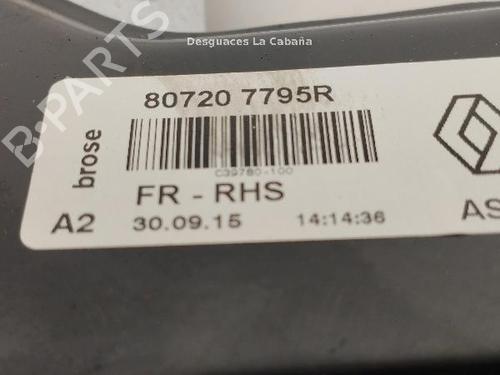 Desguaces La Cabaña
B-PARTS
80720 7795R
brose
C39780-100
FR - RHS
A2 30.09.15 14:14:36
AS